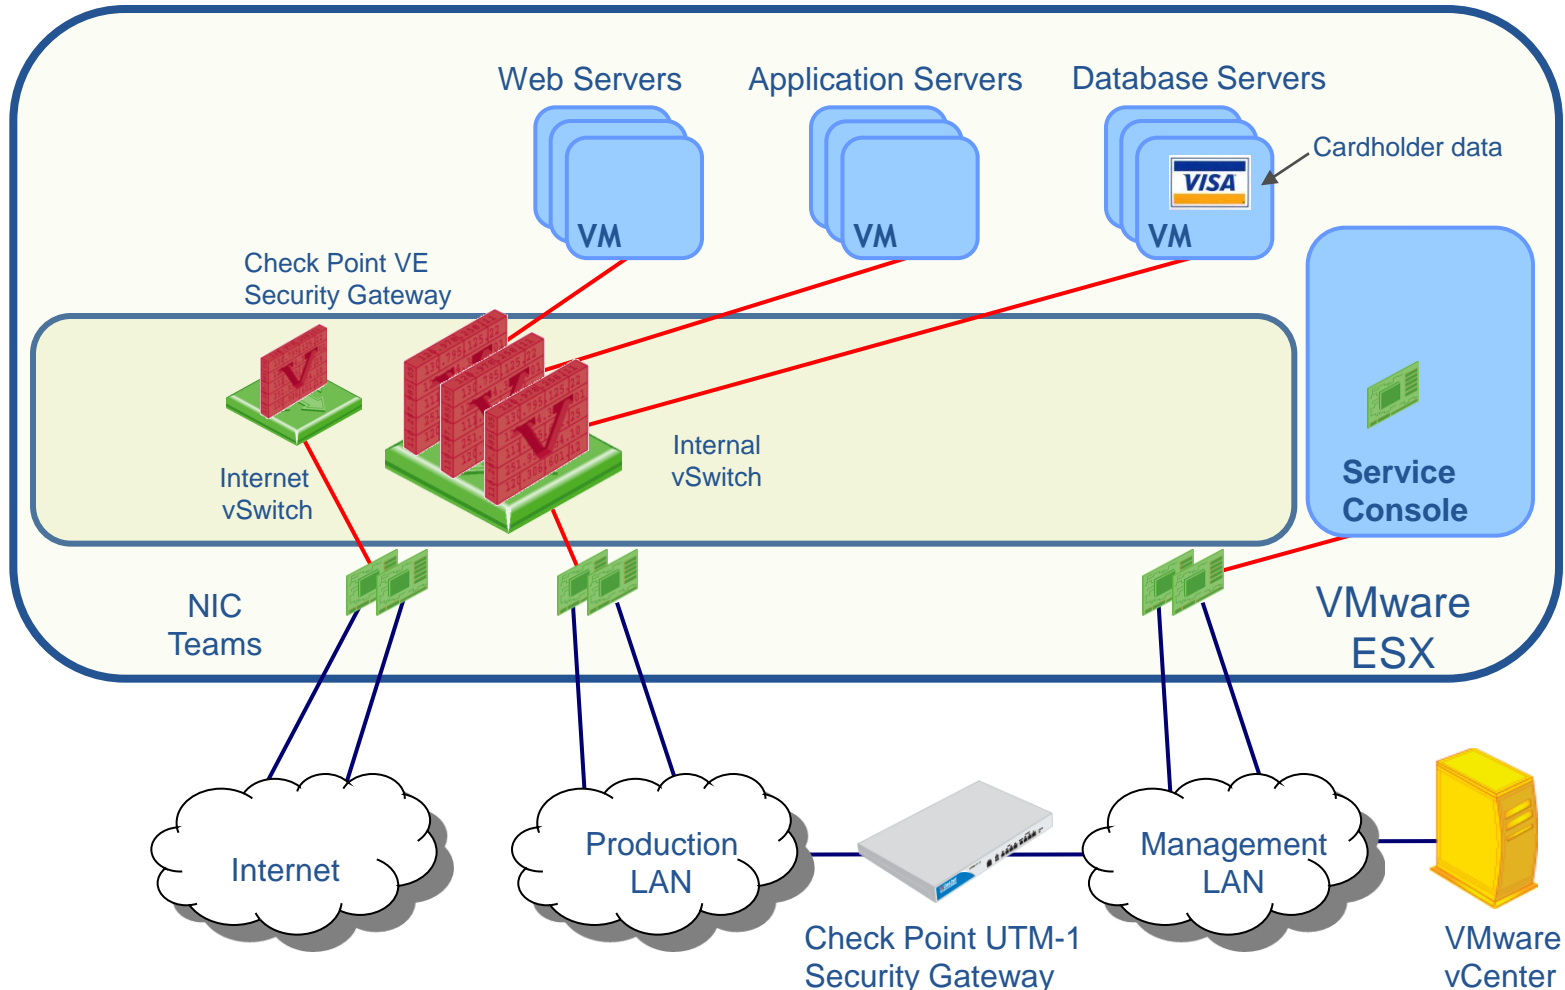 Web Servers
Application Servers
Database Servers
Cardholder data
VISA
VM
VM
VM
Check Point VE
Security Gateway
V
V
Internet
vSwitch
Internal
vSwitch
Service
Console
NIC
Teams
VMware
ESX
Internet
Production
LAN
Management
LAN
Check Point UTM-1
Security Gateway
VMware
vCenter